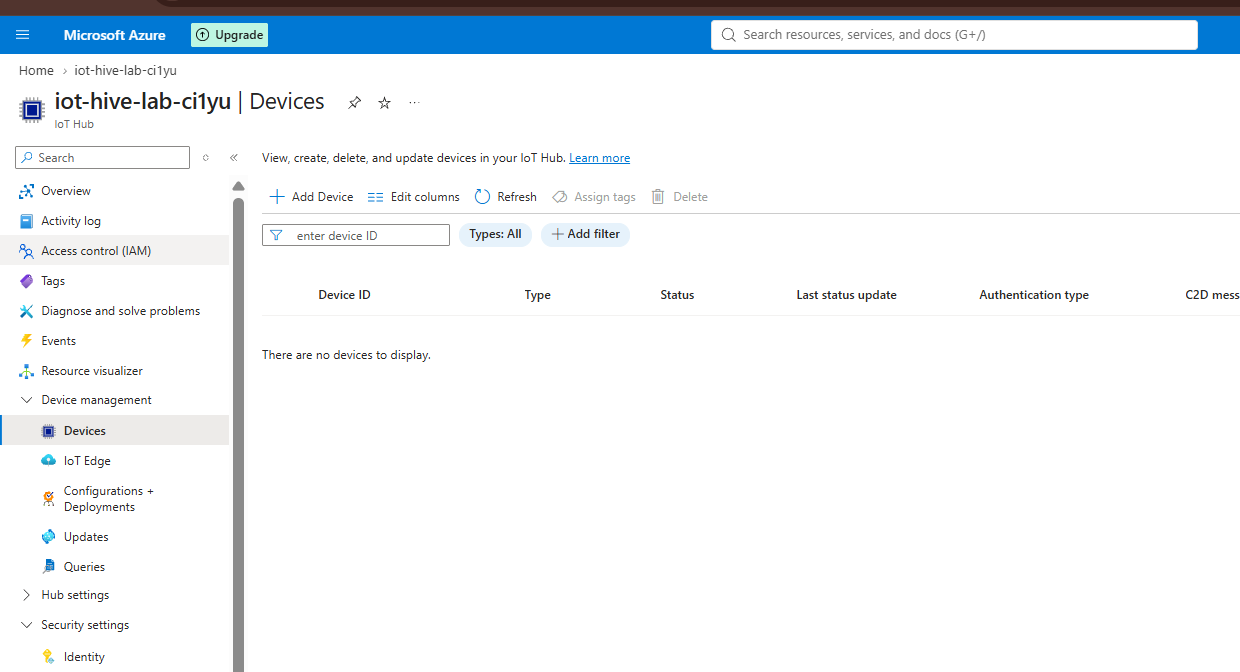 Microsoft Azure
Upgrade
Search resources, services, and docs (G+/)
Home > iot-hive-lab-ci1yu
iot-hive-lab-ci1yu | Devices
IoT Hub
Search
View, create, delete, and update devices in your IoT Hub. Learn more
Overview
Activity log
Access control (IAM)
Tags
Diagnose and solve problems
Events
Resource visualizer
Device management
Devices
IoT Edge
Configurations +
Deployments
Updates
Queries
Hub settings
Security settings
Identity
Add Device Edit columns Refresh Assign tags Delete
enter device ID Types: All Add filter
Device ID Type Status Last status update Authentication type C2D mess
There are no devices to display.